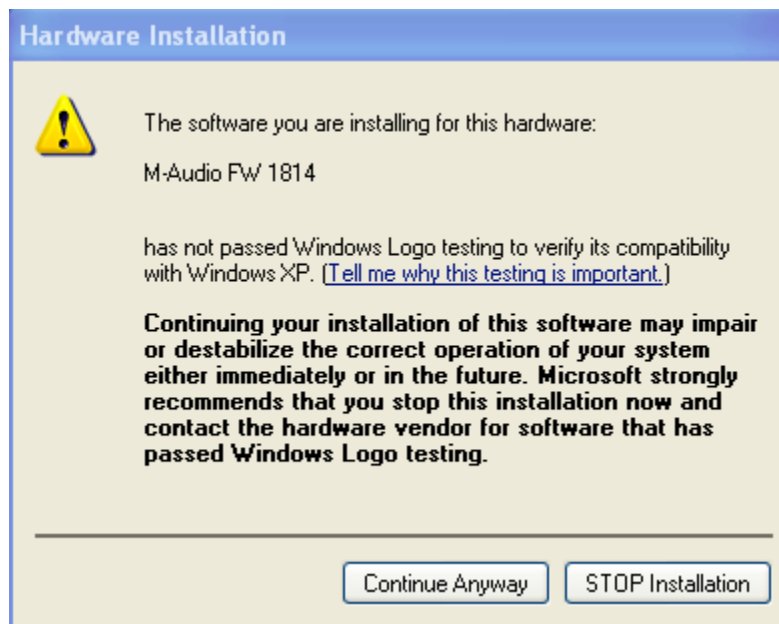 Hardware Installation
The software you are installing for this hardware:
M-Audio FW 1814
has not passed Windows Logo testing to verify its compatibility
with Windows XP. (Tell me why this testing is important.)
Continuing your installation of this software may impair
or destabilize the correct operation of your system
either immediately or in the future. Microsoft strongly
recommends that you stop this installation now and
contact the hardware vendor for software that has
passed Windows Logo testing.
Continue Anyway
STOP Installation